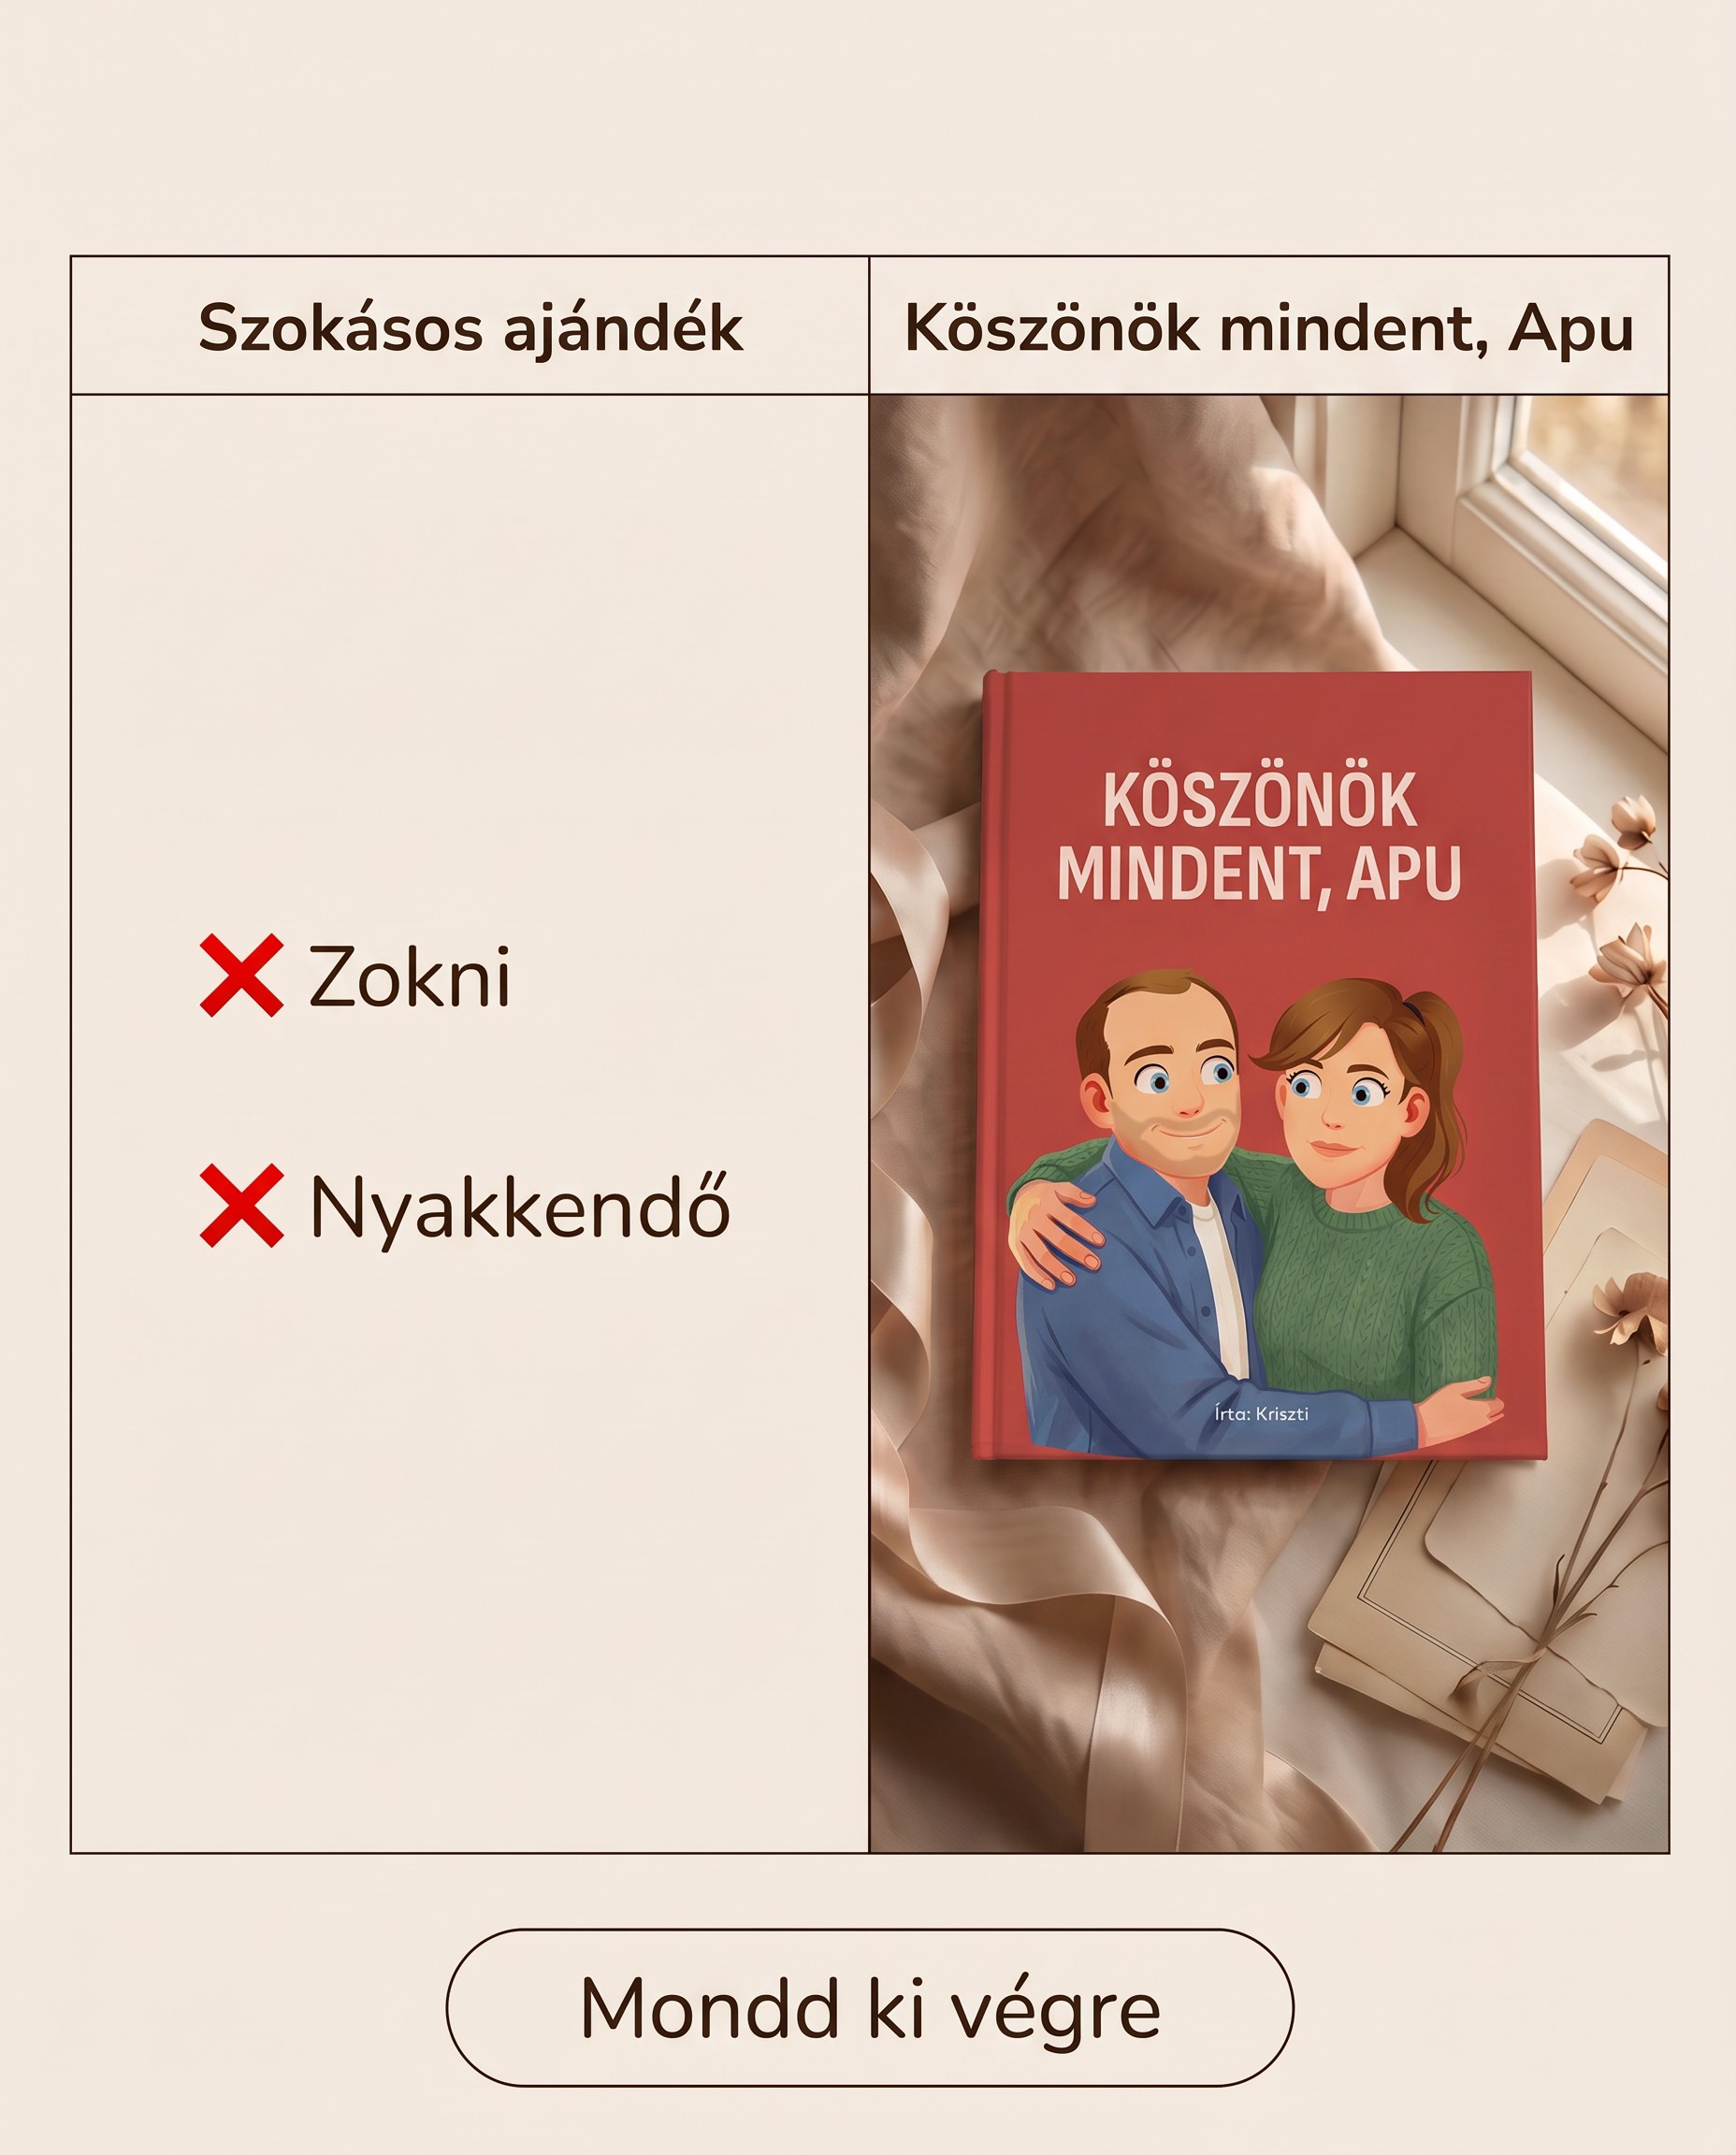 Szokásos ajándék
Köszönök mindent, Apu
Zokni
Nyakkendő
KÖSZÖNÖK
MINDENT, APU
Írta: Kriszti
Mondd ki végre